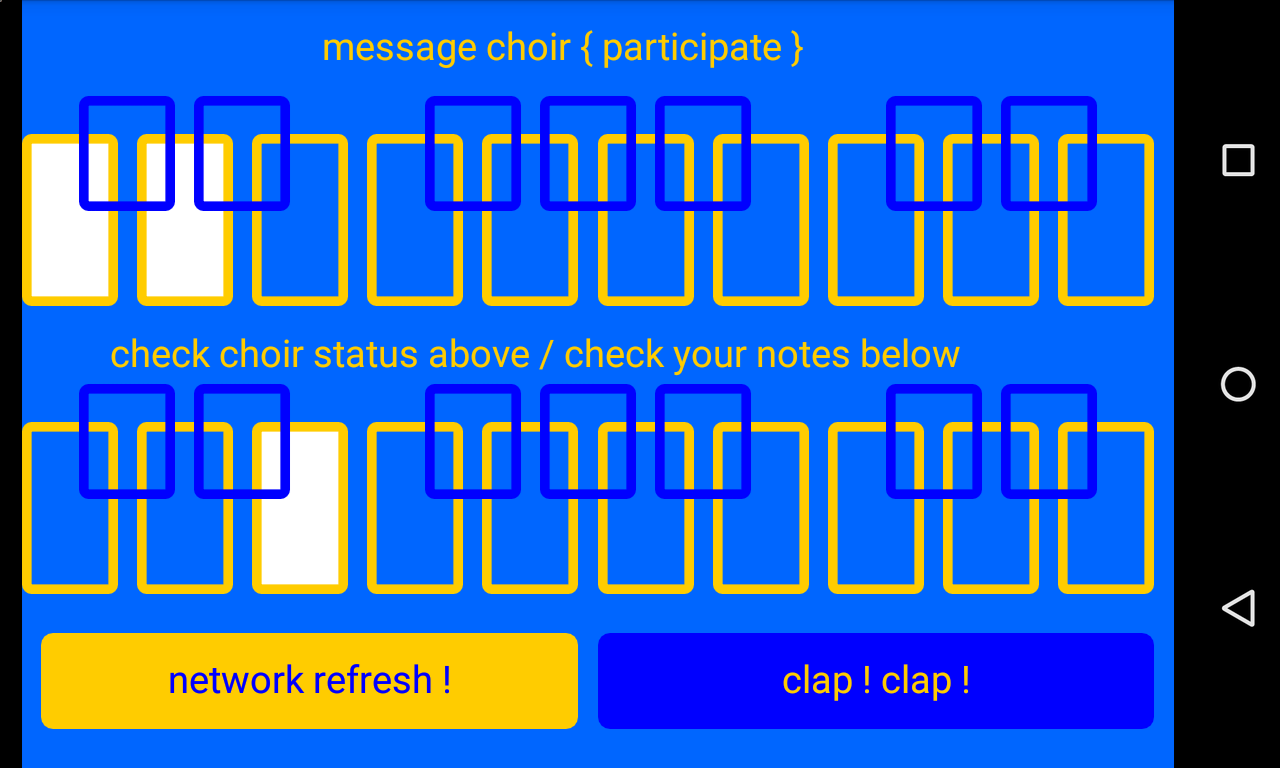 message choir { participate }
check choir status above / check your notes below
network refresh !
clap ! clap !